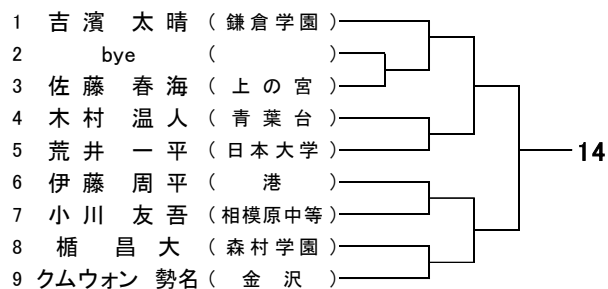 1 吉濱 太晴 (鎌倉学園)
2 bye ( )
3 佐藤 春海 (上の宮)
4 木村 温人 (青葉台)
5 荒井 一平 (日本大学)
14
6 伊藤 周平 (港)
7 小川 友吾 (相模原中等)
8 楯 昌大 (森村学園)
9 クムウォン 勢名 (金沢)